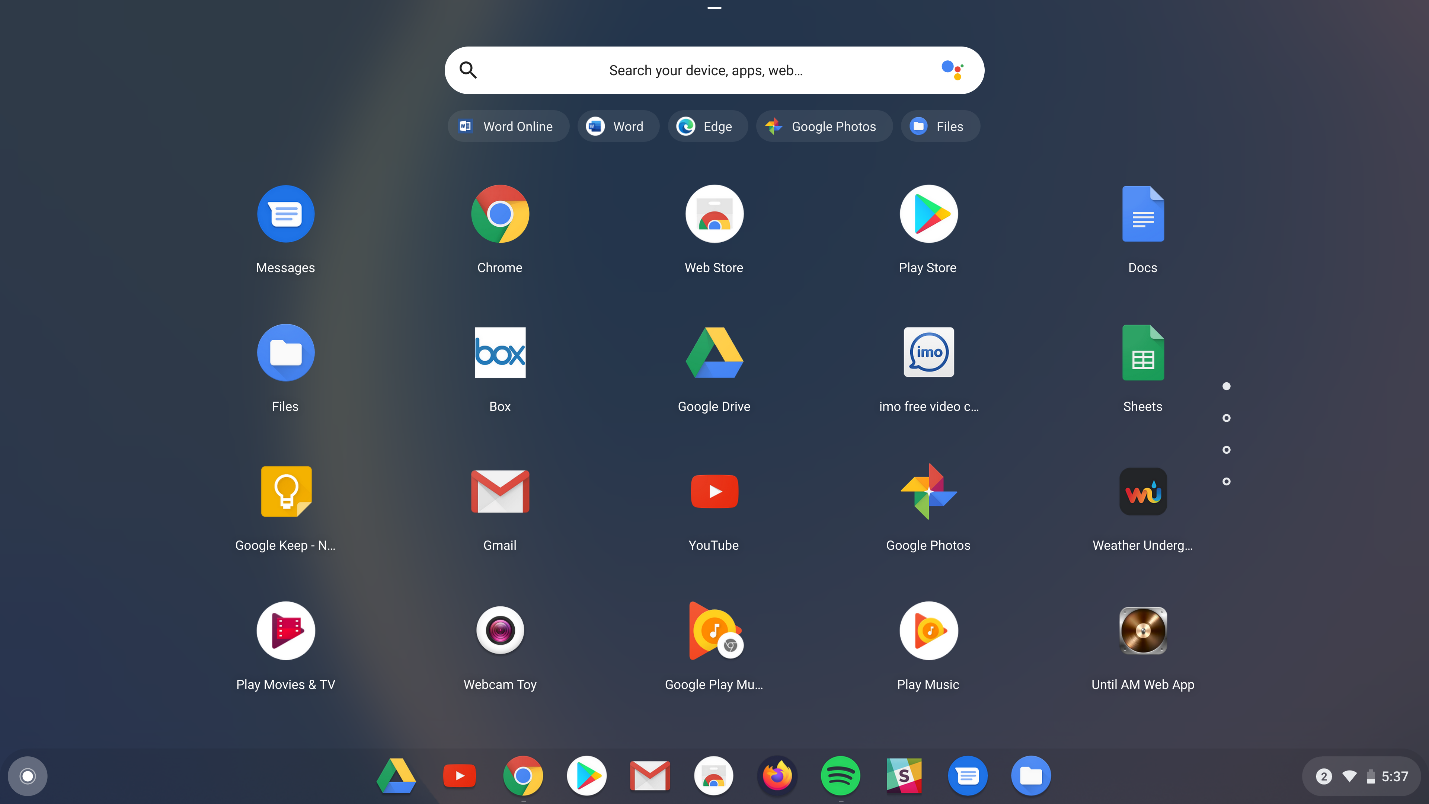 Search your device, apps, web...
Word Online
Word
Edge
Google Photos
Files
Messages
Chrome
Web Store
Play Store
Docs
box
imo
Files
Box
Google Drive
imo free video c...
Sheets
wu
Google Keep - N...
Gmail
YouTube
Google Photos
Weather Underg...
Play Movies & TV
Webcam Toy
Google Play Mu...
Play Music
Until AM Web App
S
2
5:37